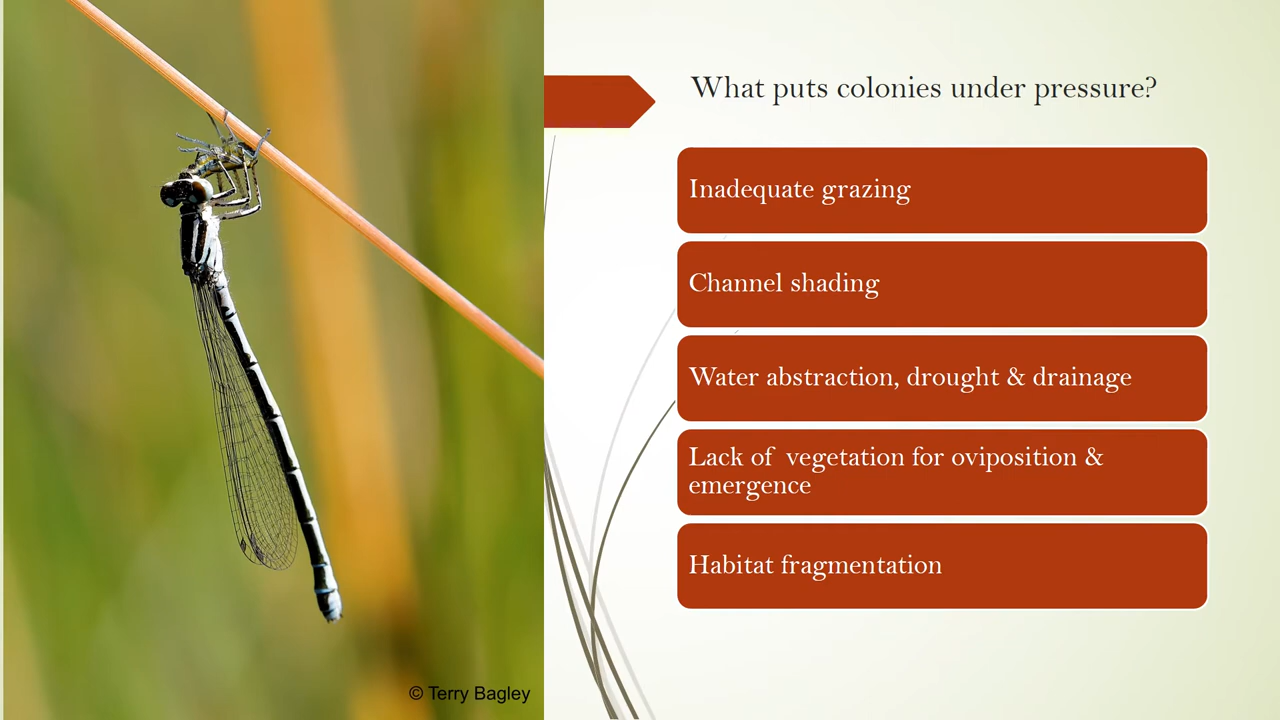 What puts colonies under pressure?
Inadequate grazing
Channel shading
Water abstraction, drought & drainage
Lack of  vegetation for oviposition &
emergence
Habitat fragmentation
© Terry Bagley